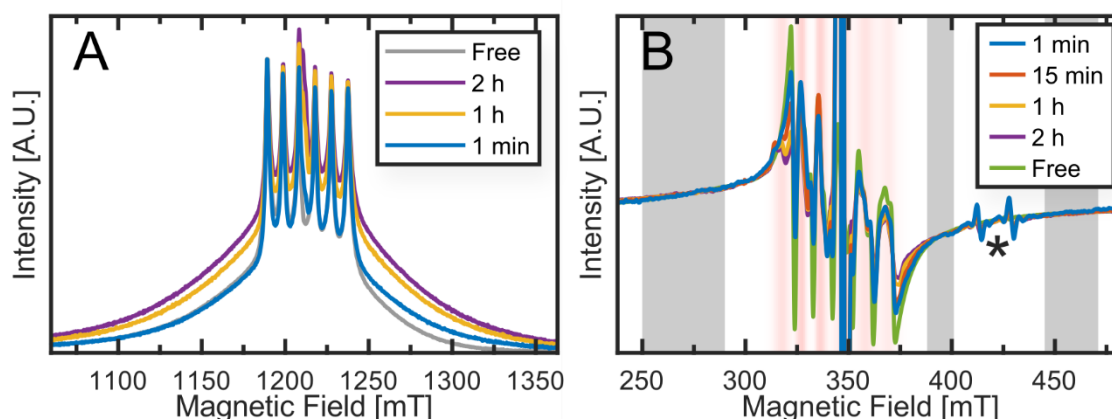 A
Free
2 h
1 h
1 min
Intensity [A.U.]
1100 1150 1200 1250 1300 1350
Magnetic Field [mT]
B
1 min
15 min
1 h
2 h
Free
*
Intensity [A.U.]
250 300 350 400 450
Magnetic Field [mT]